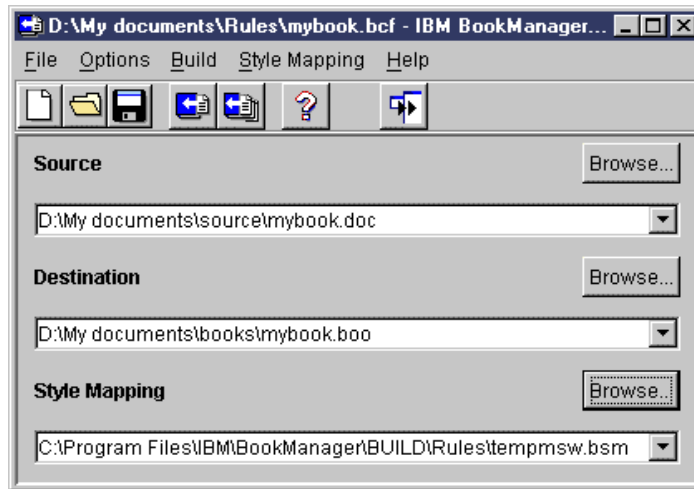 D:\My documents\Rules\mybook.bcf - IBM BookManager...
File Options Build Style Mapping Help
Source Browse...
D:\My documents\source\mybook.doc
Destination Browse...
D:\My documents\books\mybook.boo
Style Mapping Browse...
C:\Program Files\IBM\BookManager\BUILD\Rules\tempmsw.bsm